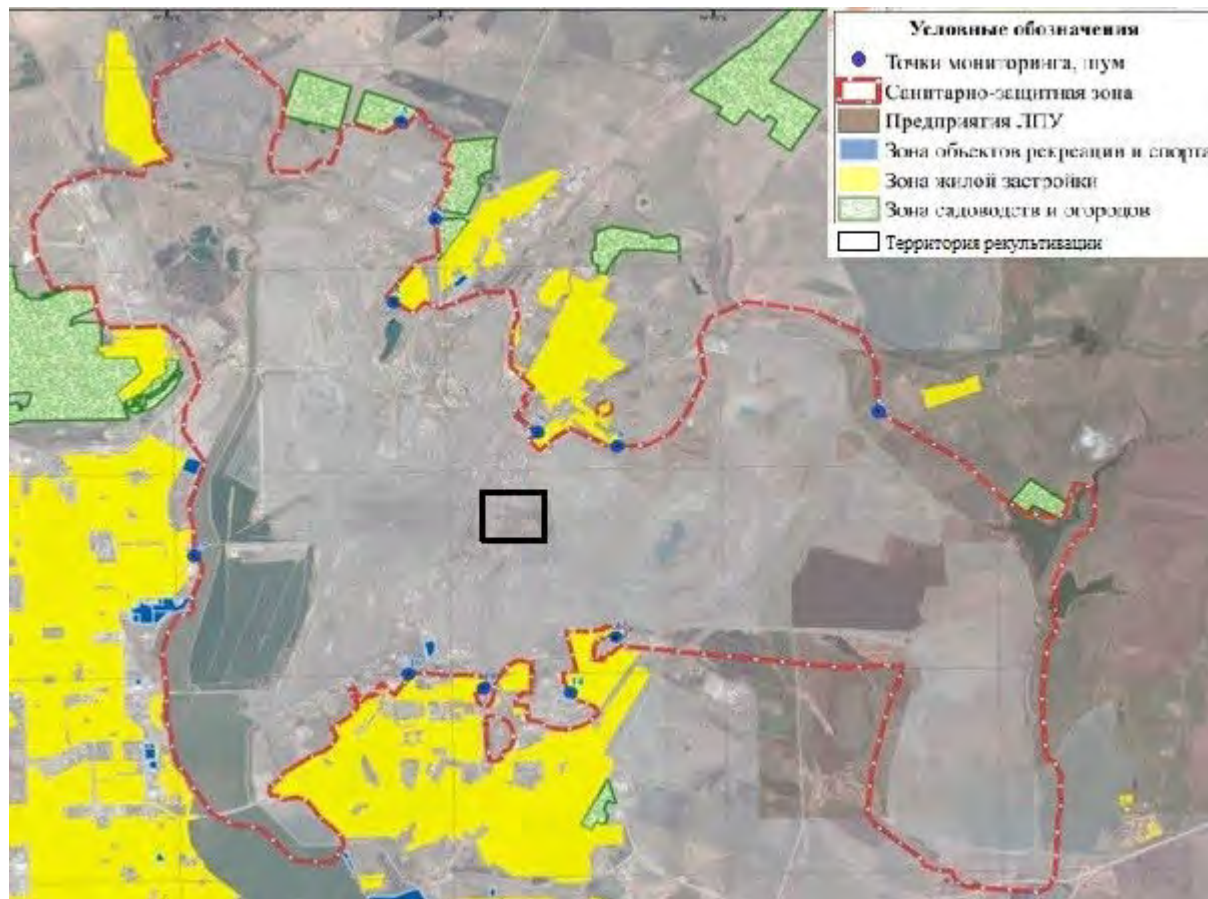 Условные обозначения
Точки мониторинга, шум
Санитарно-защитная зона
Предприятия ЛПУ
Зона объектов рекреации и спорта
Зона жилой застройки
Зона садоводств и огородов
Территория рекультивации
14